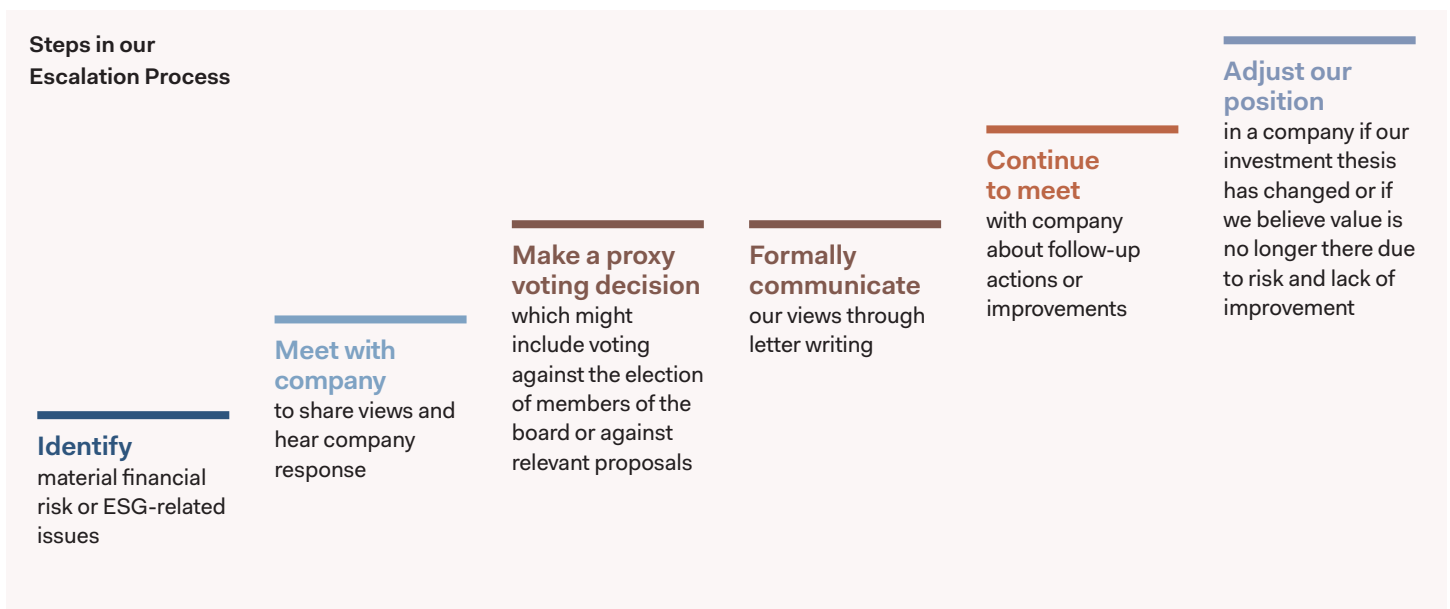 Steps in our
Escalation Process
Identify
material financial
risk or ESG-related
issues
Meet with
company
to share views and
hear company
response
Make a proxy
voting decision
which might
include voting
against the election
of members of the
board or against
relevant proposals
Formally
communicate
our views through
letter writing
Continue
to meet
with company
about follow-up
actions or
improvements
Adjust our
position
in a company if our
investment thesis
has changed or if
we believe value is
no longer there due
to risk and lack of
improvement